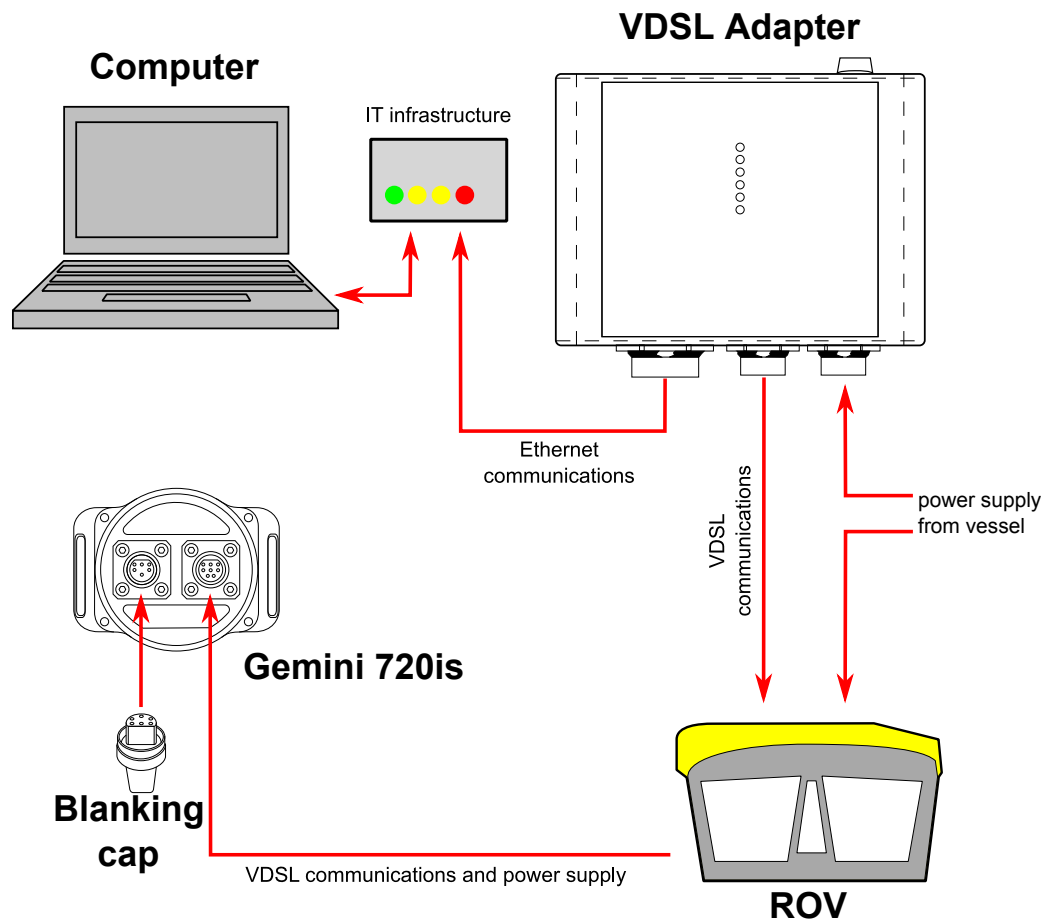 VDSL Adapter
Computer
IT infrastructure
Ethernet
communications
VDSL
communications
power supply
from vessel
Gemini 720is
Blanking
cap
VDSL communications and power supply
ROV